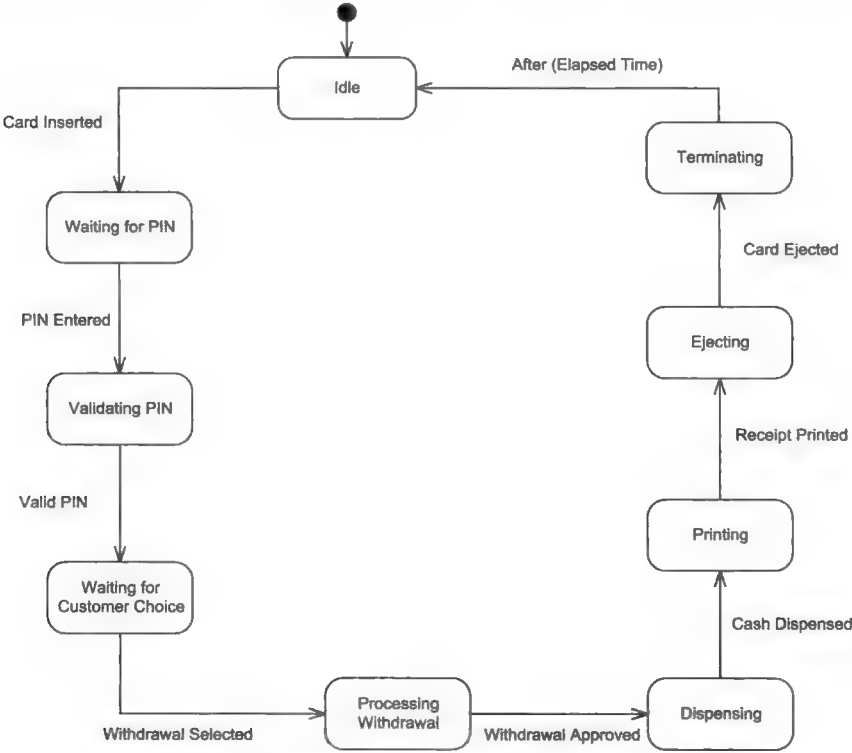 Idle
After (Elapsed Time)
Card Inserted
Terminating
Waiting for PIN
Card Ejected
PIN Entered
Ejecting
Validating PIN
Receipt Printed
Valid PIN
Printing
Waiting for
Customer Choice
Cash Dispensed
Processing
Withdrawal
Dispensing
Withdrawal Selected
Withdrawal Approved